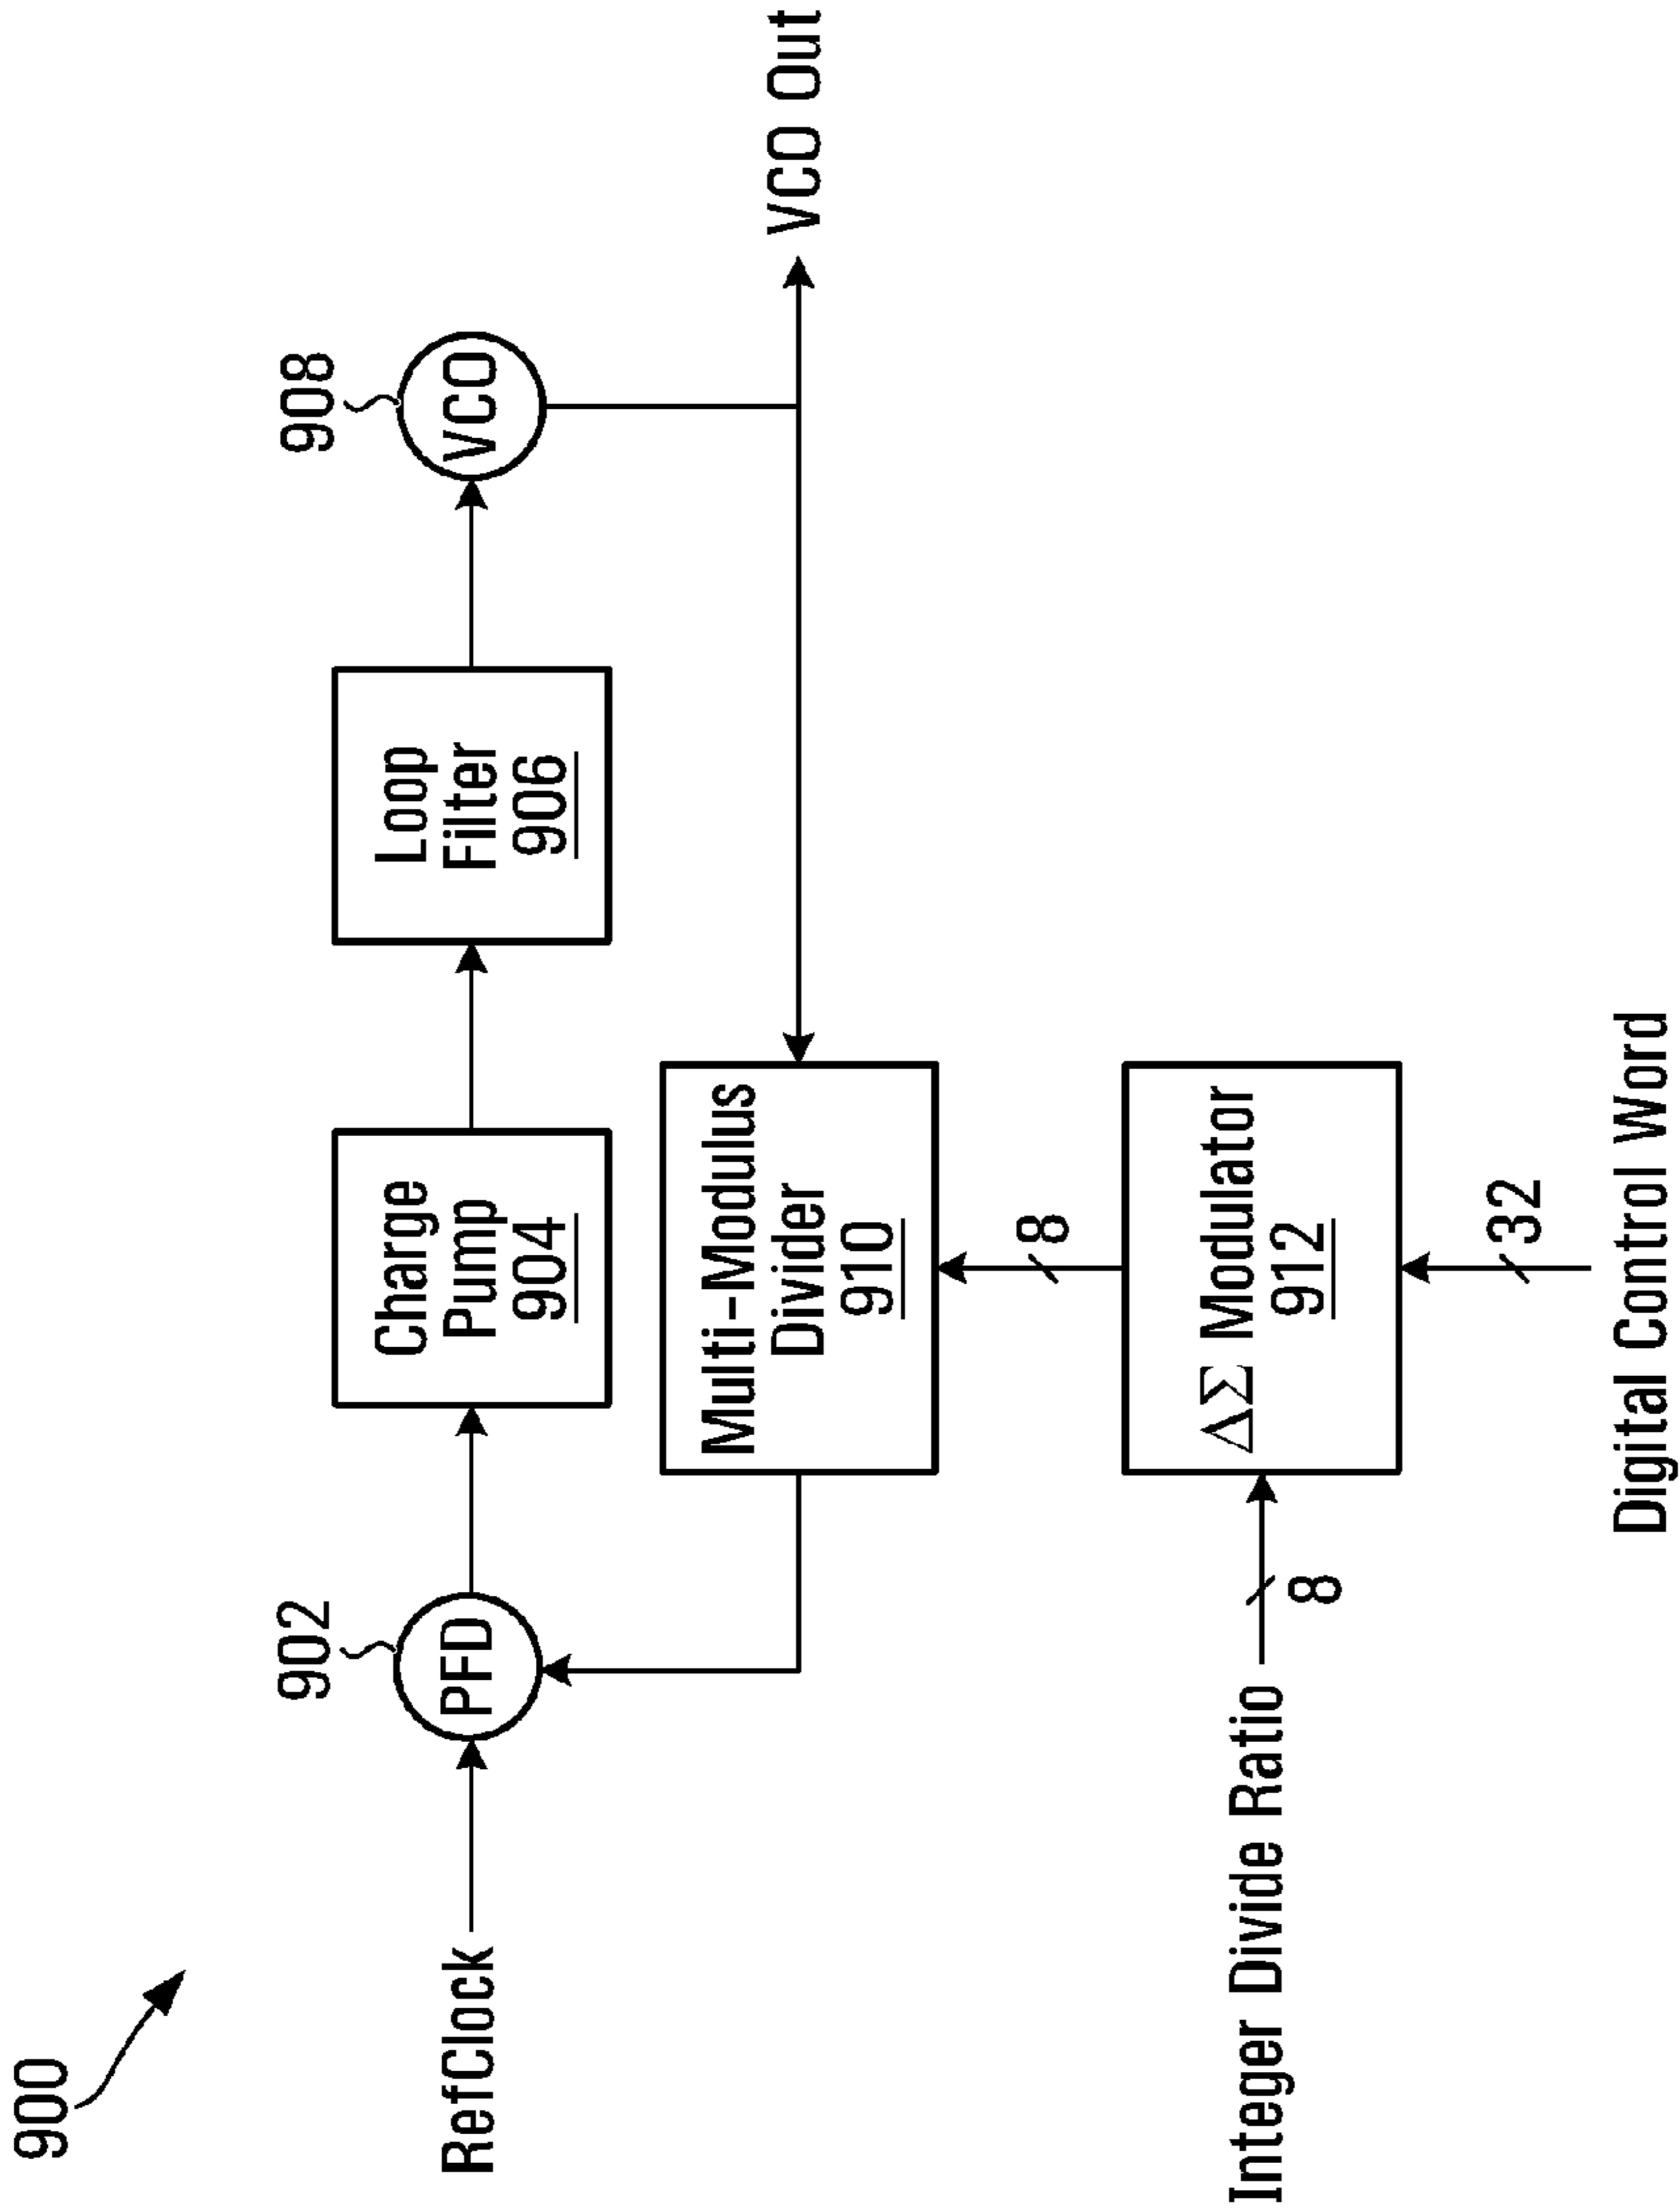 900
902
908
RefClock
PFD
Charge
Pump
904
Loop
Filter
906
VCO
Multi-Modulus
Divider
910
VCO Out
8
Integer Divide Ratio
8
ΔΣ Modulator
912
32
Digital Control Word